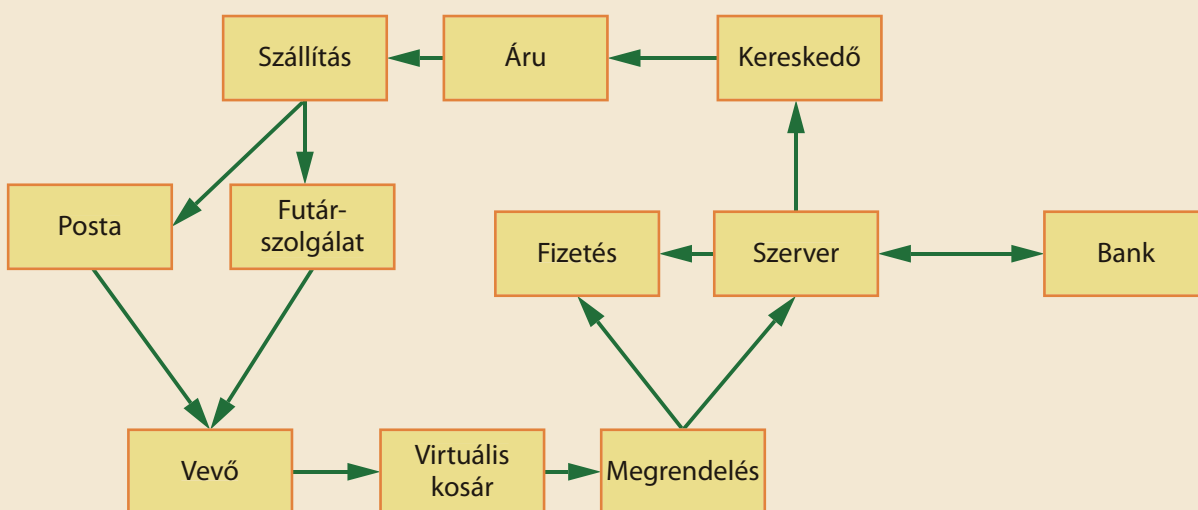 Szállítás
Áru
Kereskedő
Posta
Futár-
szolgálat
Fizetés
Szerver
Bank
Vevő
Virtuális
kosár
Megrendelés